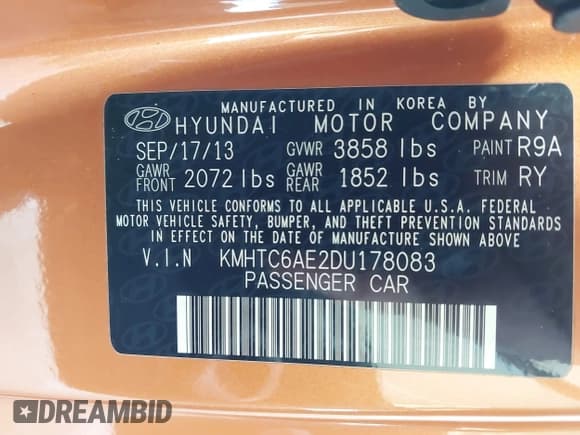 MANUFACTURED IN KOREA BY
HYUNDAI MOTOR COMPANY
SEP/17/13 GVWR 3858 lbs PAINT R9A
GAWR FRONT 2072 lbs GAWR REAR 1852 lbs TRIM RY
THIS VEHICLE CONFORMS TO ALL APPLICABLE U.S.A. FEDERAL
MOTOR VEHICLE SAFETY, BUMPER, AND THEFT PREVENTION STANDARDS
IN EFFECT ON THE DATE OF MANUFACTURE SHOWN ABOVE
V.I.N KMHTC6AE2DU178083
PASSENGER CAR
DREAMBID